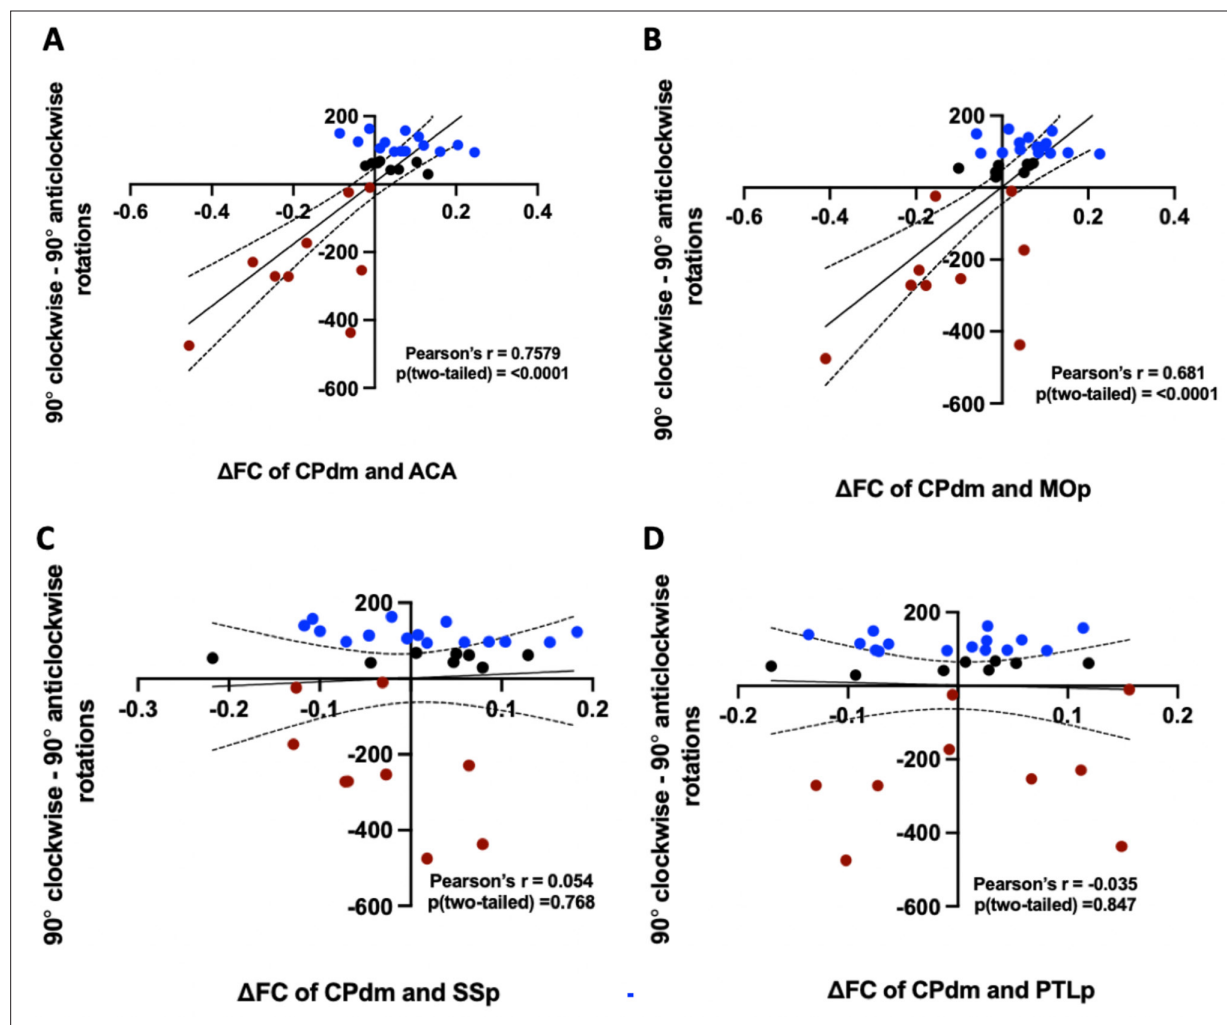 A
90° clockwise - 90° anticlockwise
rotations
200
-0.6
-0.4
-0.2
0.2
0.4
-200
-400
-600
Pearson's r = 0.7579
p(two-tailed) = <0.0001
ΔFC of CPdm and ACA
B
90° clockwise - 90° anticlockwise
rotations
200
-0.6
-0.4
-0.2
0.2
0.4
-200
-400
-600
Pearson's r = 0.681
p(two-tailed) = <0.0001
ΔFC of CPdm and MOp
C
90° clockwise - 90° anticlockwise
rotations
200
-0.3
-0.2
-0.1
0.1
0.2
-200
-400
-600
Pearson's r = 0.054
p(two-tailed) =0.768
ΔFC of CPdm and SSp
D
90° clockwise - 90° anticlockwise
rotations
200
-0.2
-0.1
0.1
0.2
-200
-400
-600
Pearson's r = -0.035
p(two-tailed) =0.847
ΔFC of CPdm and PTLp